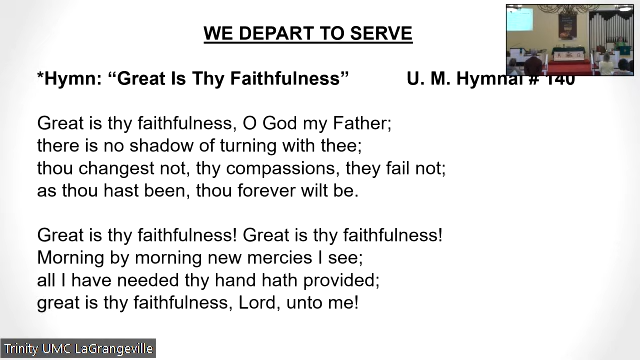 WE DEPART TO SERVE
*Hymn: “Great Is Thy Faithfulness” U. M. Hymnal # 140
Great is thy faithfulness, O God my Father;
there is no shadow of turning with thee;
thou changest not, thy compassions, they fail not;
as thou hast been, thou forever wilt be.
Great is thy faithfulness! Great is thy faithfulness!
Morning by morning new mercies I see;
all I have needed thy hand hath provided;
great is thy faithfulness, Lord, unto me!
Trinity UMC LaGrangeville